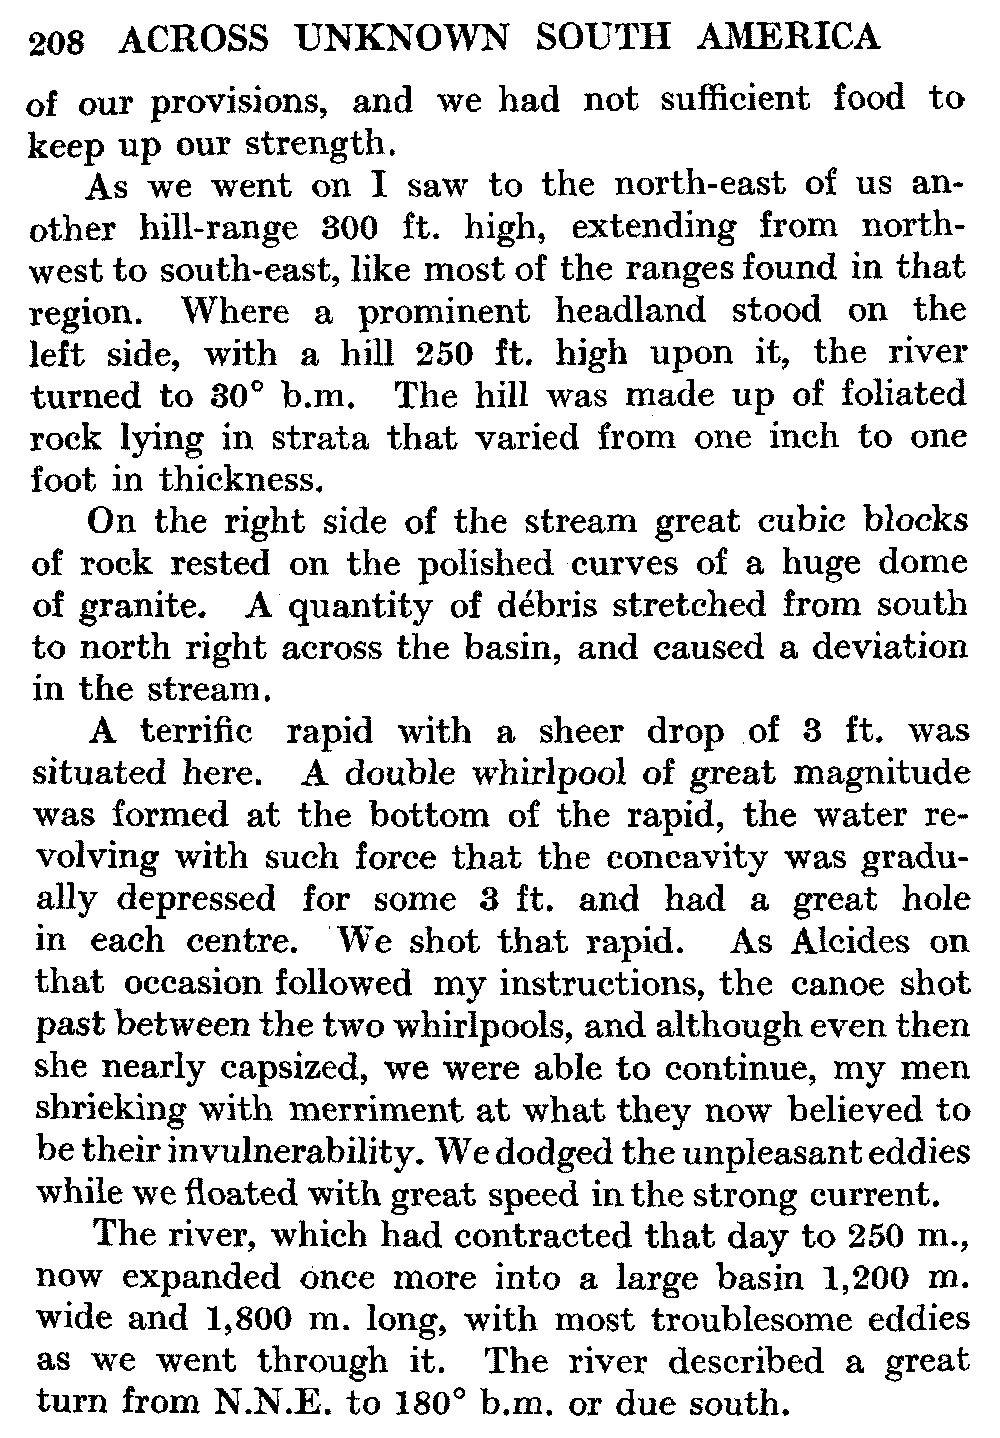 208 ACROSS UNKNOWN SOUTH AMERICA
of our provisions, and we had not sufficient food to
keep up our strength.
As we went on I saw to the north-east of us an-
other hill-range 300 ft. high, extending from north-
west to south-east, like most of the ranges found in that
region. Where a prominent headland stood on the
left side, with a hill 250 ft. high upon it, the river
turned to 30° b.m. The hill was made up of foliated
rock lying in strata that varied from one inch to one
foot in thickness.
On the right side of the stream great cubic blocks
of rock rested on the polished curves of a huge dome
of granite. A quantity of débris stretched from south
to north right across the basin, and caused a deviation
in the stream.
A terrific rapid with a sheer drop of 3 ft. was
situated here. A double whirlpool of great magnitude
was formed at the bottom of the rapid, the water re-
volving with such force that the concavity was gradu-
ally depressed for some 3 ft. and had a great hole
in each centre. We shot that rapid. As Alcides on
that occasion followed my instructions, the canoe shot
past between the two whirlpools, and although even then
she nearly capsized, we were able to continue, my men
shrieking with merriment at what they now believed to
be their invulnerability. We dodged the unpleasant eddies
while we floated with great speed in the strong current.
The river, which had contracted that day to 250 m.,
now expanded once more into a large basin 1,200 m.
wide and 1,800 m. long, with most troublesome eddies
as we went through it. The river described a great
turn from N.N.E. to 180° b.m. or due south.